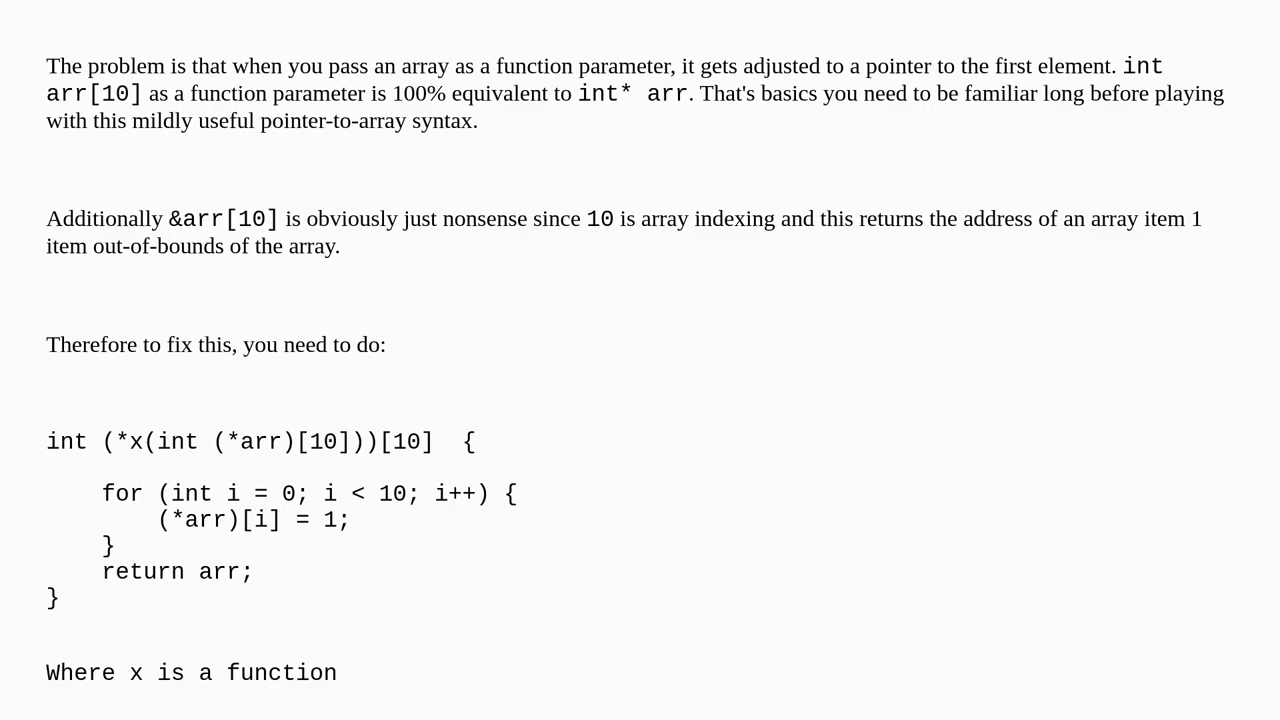 The problem is that when you pass an array as a function parameter, it gets adjusted to a pointer to the first element. int
arr[10] as a function parameter is 100% equivalent to int* arr. That's basics you need to be familiar long before playing
with this mildly useful pointer-to-array syntax.
Additionally &arr[10] is obviously just nonsense since 10 is array indexing and this returns the address of an array item 1
item out-of-bounds of the array.
Therefore to fix this, you need to do:
int (*x(int (*arr)[10]))[10]  {
    for (int i = 0; i < 10; i++) {
        (*arr)[i] = 1;
    }
    return arr;
}
Where x is a function